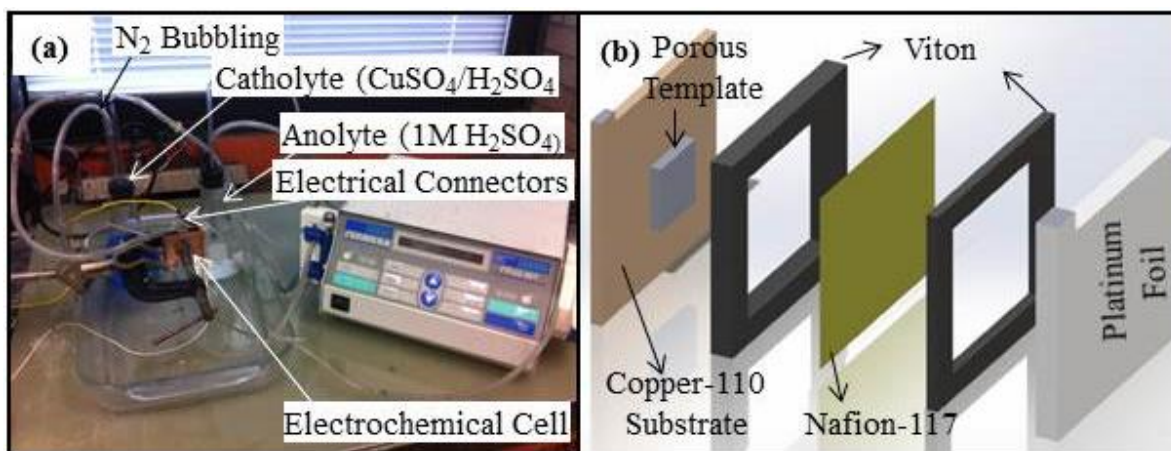 (a)
N₂ Bubbling
Catholyte (CuSO₄/H₂SO₄
Anolyte (1M H₂SO₄)
Electrical Connectors
Electrochemical Cell
(b)
Porous
Template
Viton
Copper-110
Substrate
Nafion-117
Platinum
Foil